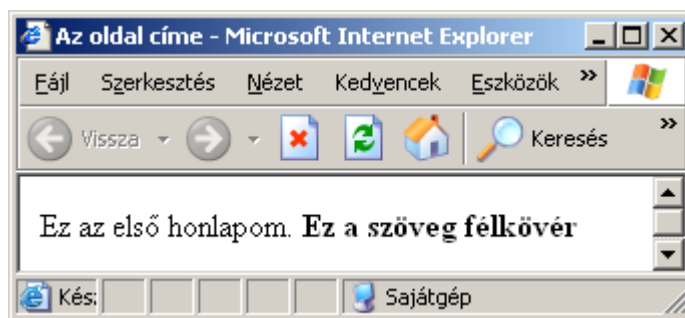 Az oldal címe - Microsoft Internet Explorer
Fájl Szerkesztés Nézet Kedvencek Eszközök »
Vissza Keresés »
Ez az első honlapom. Ez a szöveg félkövér
Kés: Sajátgép